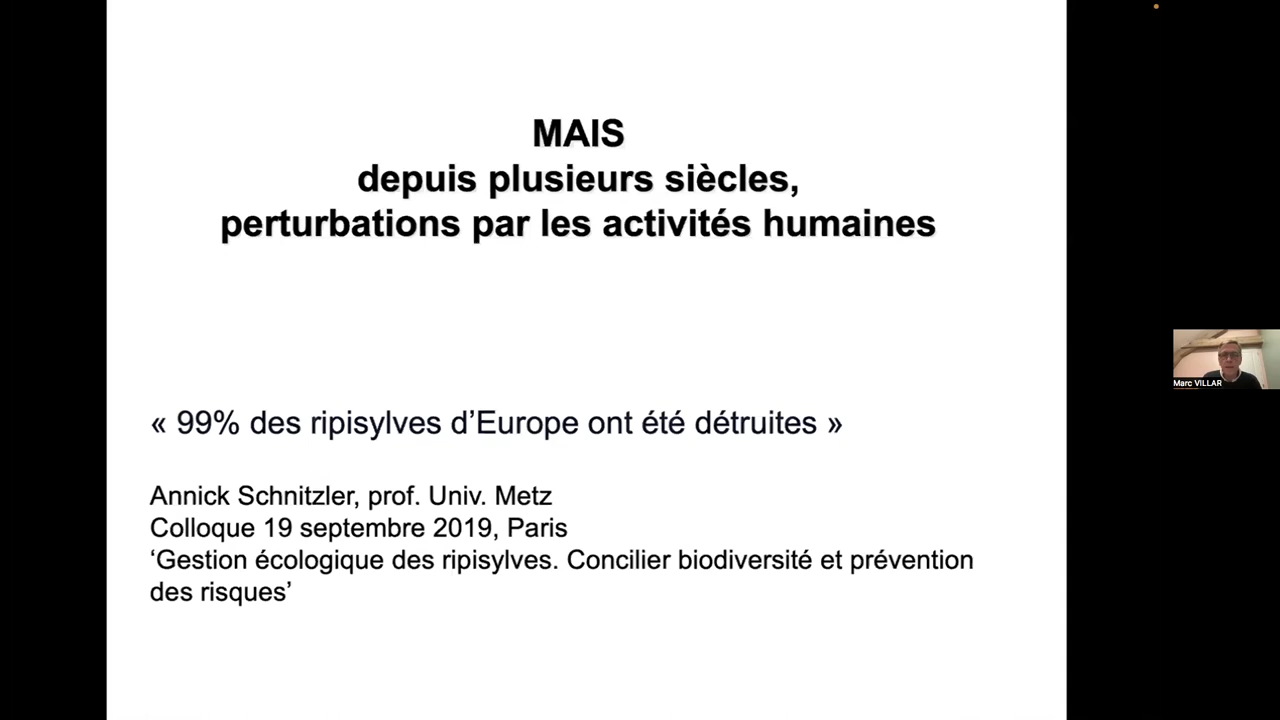 MAIS
depuis plusieurs siècles,
perturbations par les activités humaines
« 99% des ripisylves d’Europe ont été détruites »
Annick Schnitzler, prof. Univ. Metz
Colloque 19 septembre 2019, Paris
‘Gestion écologique des ripisylves. Concilier biodiversité et prévention
des risques’
Marc VILLAR